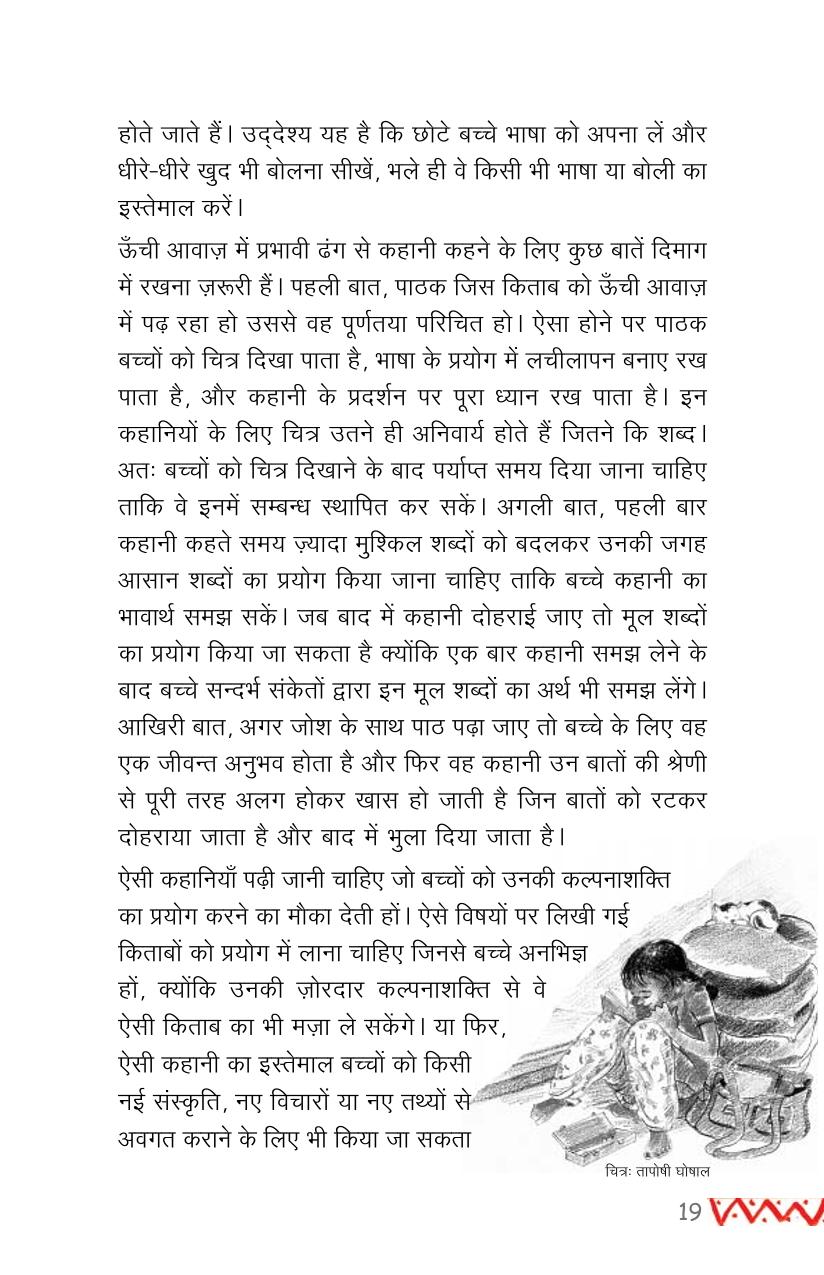 होते जाते हैं। उद्देश्य यह है कि छोटे बच्चे भाषा को अपना लें और
धीरे-धीरे खुद भी बोलना सीखें, भले ही वे किसी भी भाषा या बोली का
इस्तेमाल करें।
ऊँची आवाज़ में प्रभावी ढंग से कहानी कहने के लिए कुछ बातें दिमाग
में रखना ज़रूरी हैं। पहली बात, पाठक जिस किताब को ऊँची आवाज़
में पढ़ रहा हो उससे वह पूर्णतया परिचित हो। ऐसा होने पर पाठक
बच्चों को चित्र दिखा पाता है, भाषा के प्रयोग में लचीलापन बनाए रख
पाता है, और कहानी के प्रदर्शन पर पूरा ध्यान रख पाता है। इन
कहानियों के लिए चित्र उतने ही अनिवार्य होते हैं जितने कि शब्द।
अतः बच्चों को चित्र दिखाने के बाद पर्याप्त समय दिया जाना चाहिए
ताकि वे इनमें सम्बन्ध स्थापित कर सकें। अगली बात, पहली बार
कहानी कहते समय ज़्यादा मुश्किल शब्दों को बदलकर उनकी जगह
आसान शब्दों का प्रयोग किया जाना चाहिए ताकि बच्चे कहानी का
भावार्थ समझ सकें। जब बाद में कहानी दोहराई जाए तो मूल शब्दों
का प्रयोग किया जा सकता है क्योंकि एक बार कहानी समझ लेने के
बाद बच्चे सन्दर्भ संकेतों द्वारा इन मूल शब्दों का अर्थ भी समझ लेंगे।
आखिरी बात, अगर जोश के साथ पाठ पढ़ा जाए तो बच्चे के लिए वह
एक जीवन्त अनुभव होता है और फिर वह कहानी उन बातों की श्रेणी
से पूरी तरह अलग होकर खास हो जाती है जिन बातों को रटकर
दोहराया जाता है और बाद में भुला दिया जाता है।
ऐसी कहानियाँ पढ़ी जानी चाहिए जो बच्चों को उनकी कल्पनाशक्ति
का प्रयोग करने का मौका देती हों। ऐसे विषयों पर लिखी गई
किताबों को प्रयोग में लाना चाहिए जिनसे बच्चे अनभिज्ञ
हों, क्योंकि उनकी ज़ोरदार कल्पनाशक्ति से वे
ऐसी किताब का भी मज़ा ले सकेंगे। या फिर,
ऐसी कहानी का इस्तेमाल बच्चों को किसी
नई संस्कृति, नए विचारों या नए तथ्यों से
अवगत कराने के लिए भी किया जा सकता
चित्रः तापोषी घोषाल
19